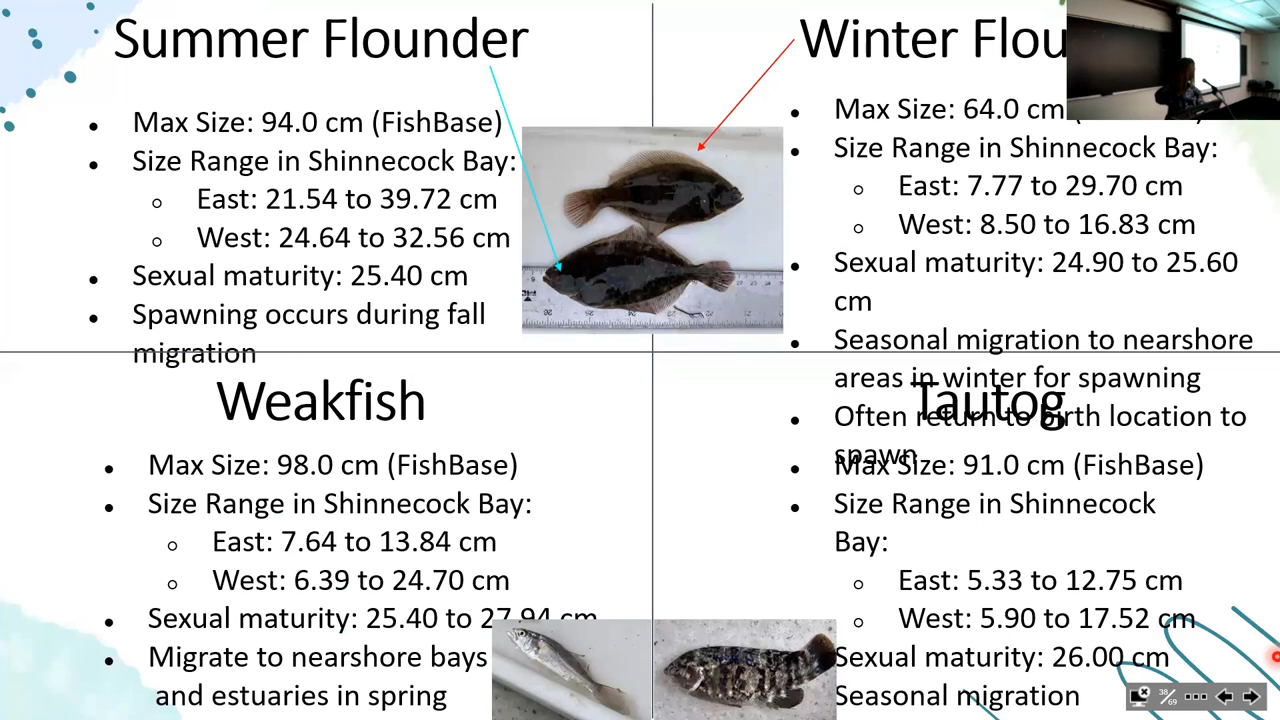 Summer Flounder
Max Size: 94.0 cm (FishBase)
Size Range in Shinnecock Bay:
East: 21.54 to 39.72 cm
West: 24.64 to 32.56 cm
Sexual maturity: 25.40 cm
Spawning occurs during fall
migration
Winter Flou
Max Size: 64.0 cm
Size Range in Shinnecock Bay:
East: 7.77 to 29.70 cm
West: 8.50 to 16.83 cm
Sexual maturity: 24.90 to 25.60
cm
Seasonal migration to nearshore
areas in winter for spawning
Often return to birth location to
spawn
Weakfish
Max Size: 98.0 cm (FishBase)
Size Range in Shinnecock Bay:
East: 7.64 to 13.84 cm
West: 6.39 to 24.70 cm
Sexual maturity: 25.40 to 27.94 cm
Migrate to nearshore bays
and estuaries in spring
Tautog
Max Size: 91.0 cm (FishBase)
Size Range in Shinnecock
Bay:
East: 5.33 to 12.75 cm
West: 5.90 to 17.52 cm
Sexual maturity: 26.00 cm
Seasonal migration
38/69